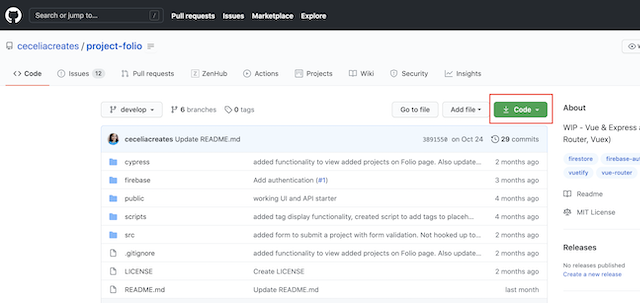 Search or jump to... / Pull requests Issues Marketplace Explore
ceceliacreates / project-folio
Code Issues 12 Pull requests ZenHub Actions Projects Wiki Security Insights
develop 6 branches 0 tags Go to file Add file Code
About
ceceliacreates Update README.md 3891550 on Oct 24 29 commits
WIP - Vue & Express a
Router, Vuex)
cypress added functionality to view added projects on Folio page. Also update... 2 months ago
firestore firebase-au
firebase Add authentication (#1) 3 months ago
vuetify vue-router
public working UI and API starter 4 months ago
Readme
scripts added tag display functionality, created script to add tags to placeh... 4 months ago
MIT License
src added form to submit a project with form validation. Not hooked up to... 2 months ago
.gitignore added functionality to view added projects on Folio page. Also update... 2 months ago
Releases
LICENSE Create LICENSE 2 months ago
No releases published
Create a new release
README.md Update README.md last month